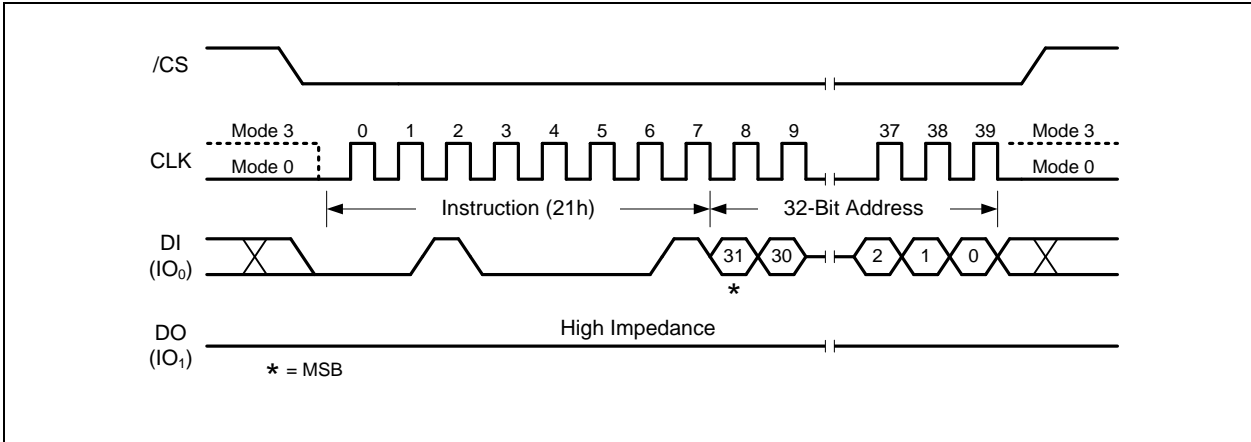 /CS
Mode 3 0 1 2 3 4 5 6 7 8 9 37 38 39 Mode 3
CLK
Mode 0 Mode 0
Instruction (21h) 32-Bit Address
DI
(IO₀)
31 30 2 1 0
*
High Impedance
DO
(IO₁)
* = MSB